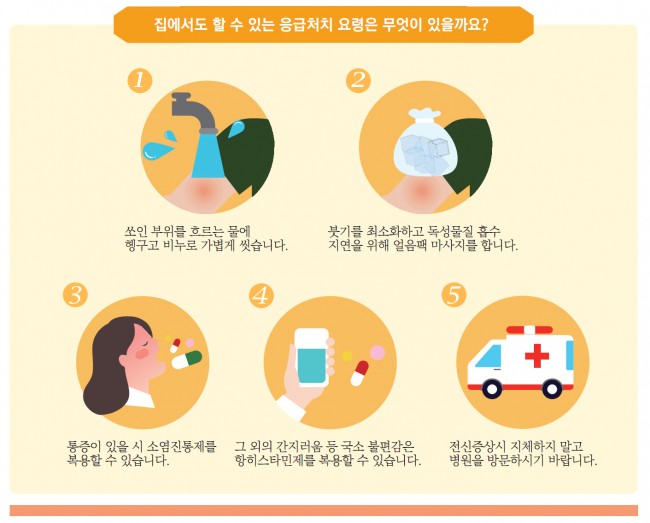 집에서도 할 수 있는 응급처치 요령은 무엇이 있을까요?
1
쏘인 부위를 흐르는 물에
헹구고 비누로 가볍게 씻습니다.
2
붓기를 최소화하고 독성물질 흡수
지연을 위해 얼음팩 마사지를 합니다.
3
통증이 있을 시 소염진통제를
복용할 수 있습니다.
4
그 외의 간지러움 등 국소 불편감은
항히스타민제를 복용할 수 있습니다.
5
전신증상시 지체하지 말고
병원을 방문하시기 바랍니다.